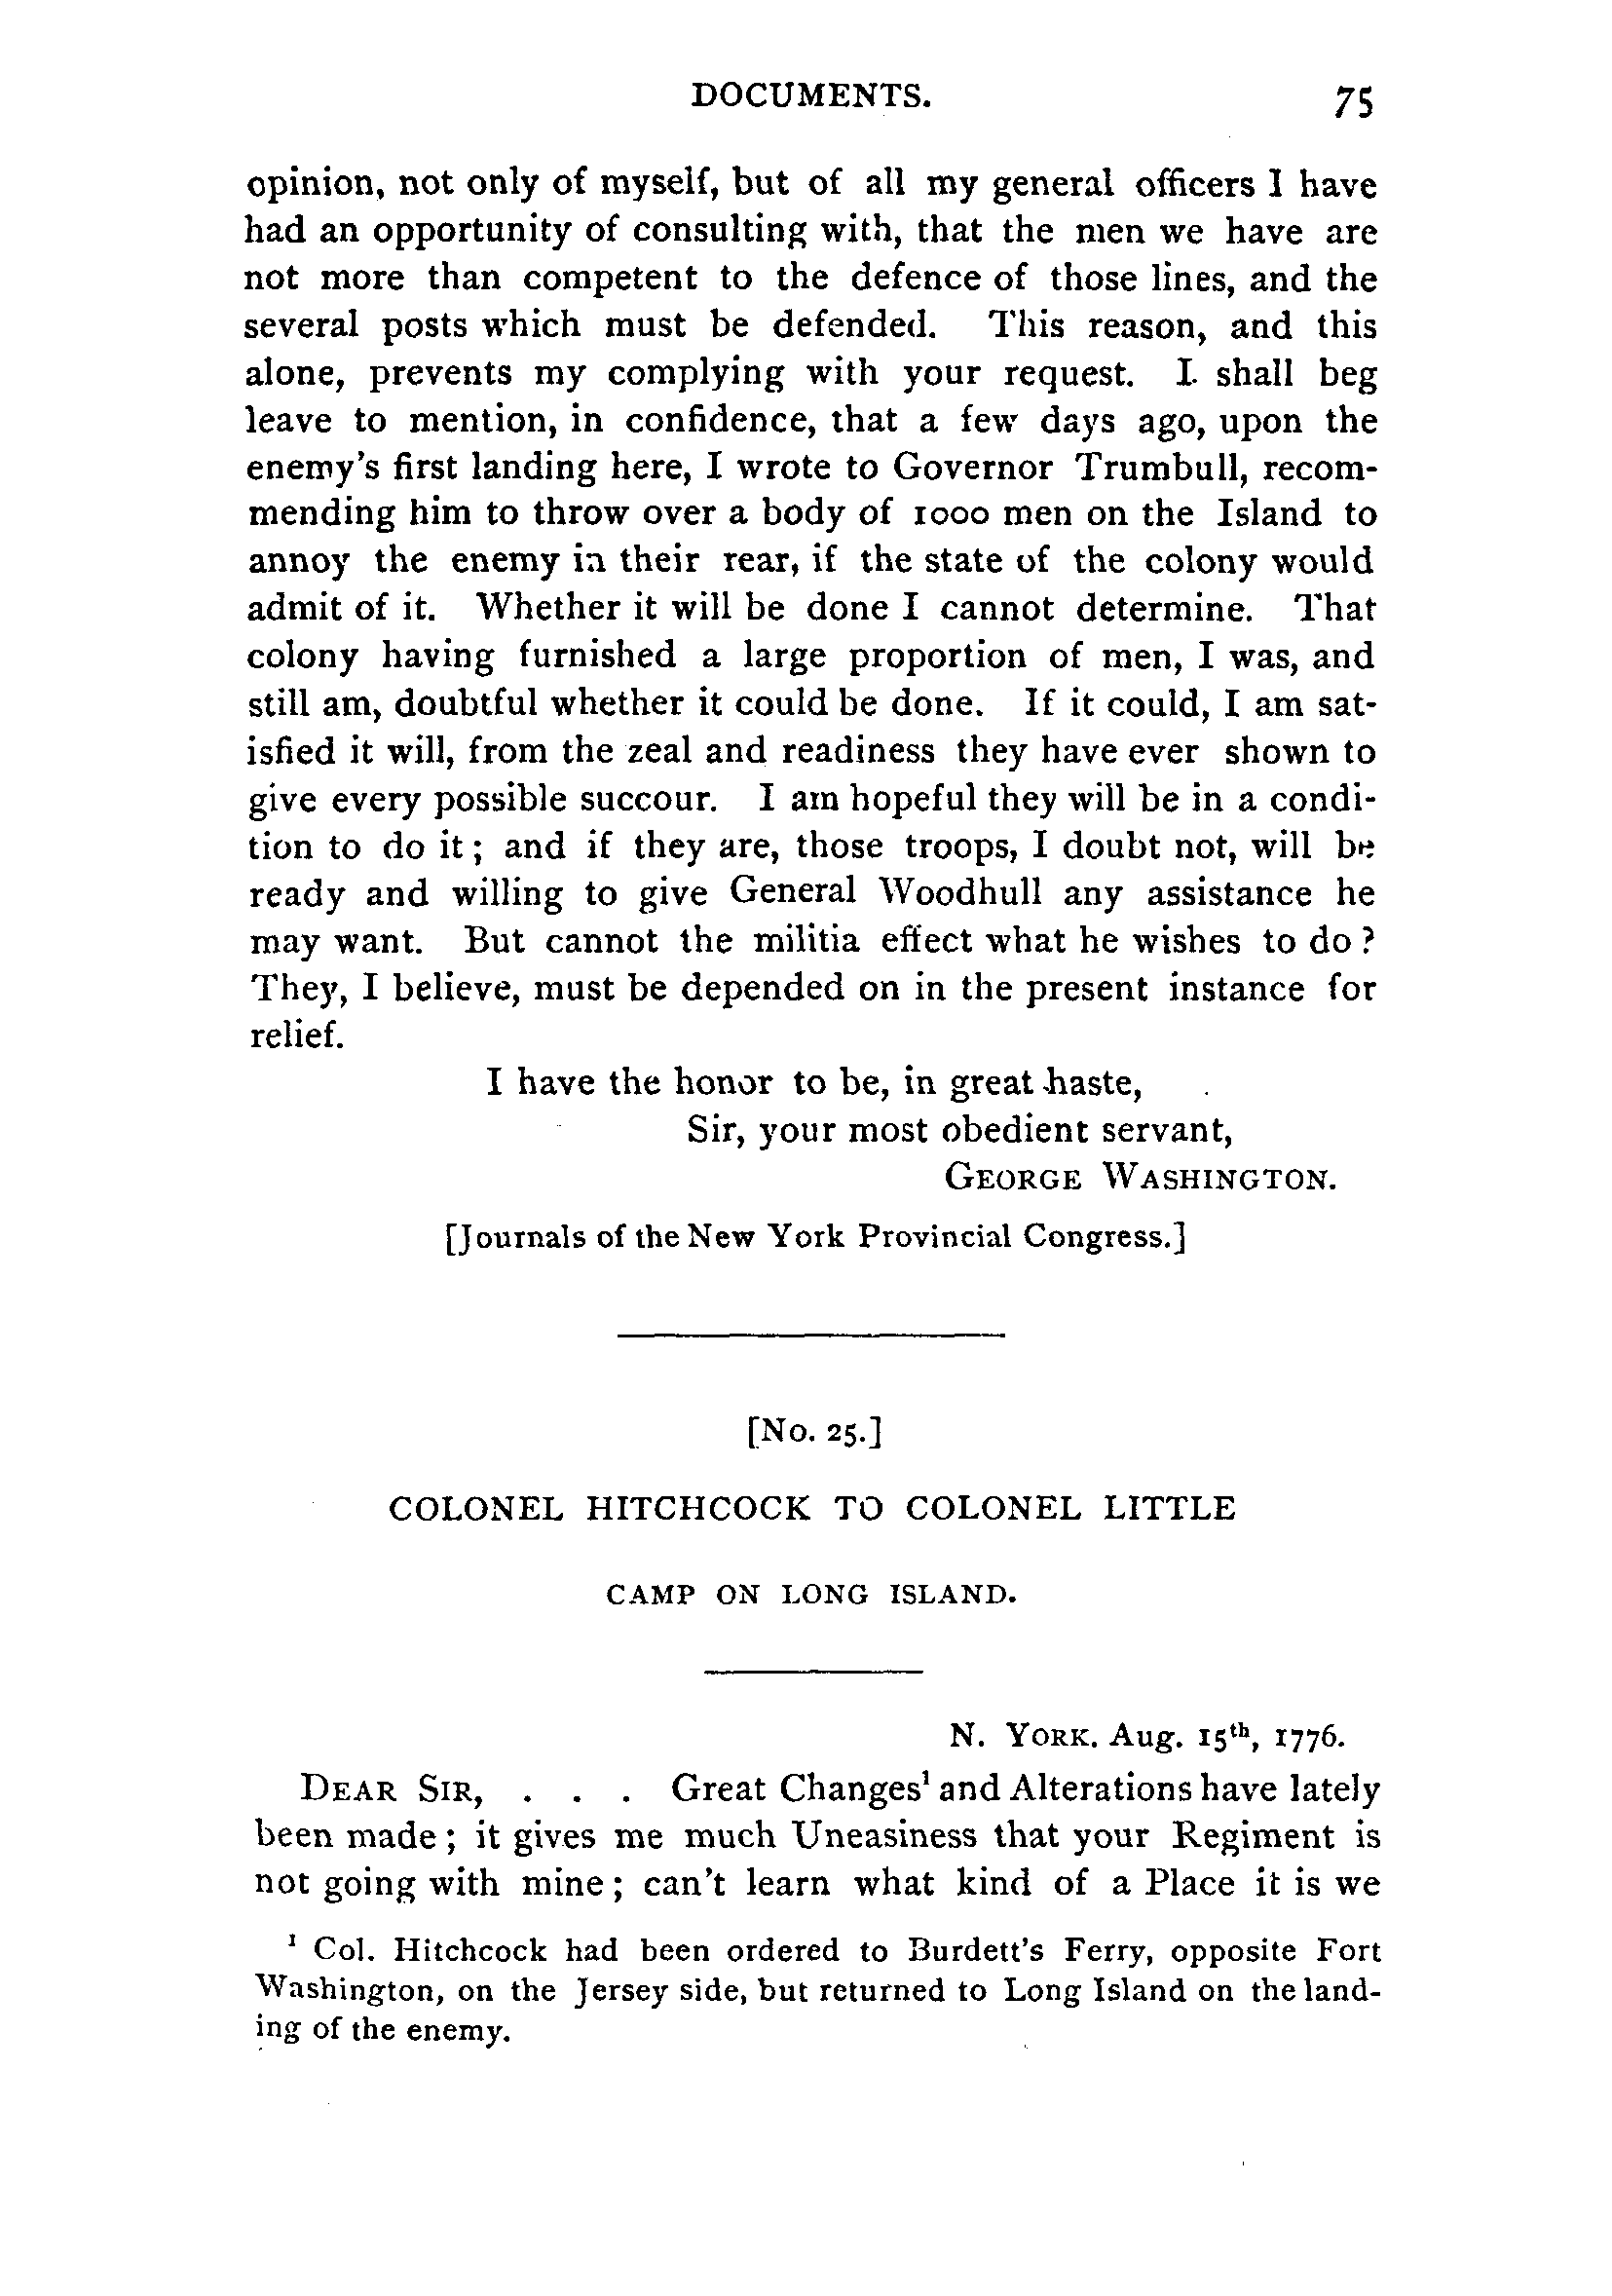 DOCUMENTS. 75
opinion, not only of myself, but of all my general officers I have
had an opportunity of consulting with, that the men we have are
not more than competent to the defence of those lines, and the
several posts which must be defended. This reason, and this
alone, prevents my complying with your request. I shall beg
leave to mention, in confidence, that a few days ago, upon the
enemy's first landing here, I wrote to Governor Trumbull, recom-
mending him to throw over a body of 1000 men on the Island to
annoy the enemy in their rear, if the state of the colony would
admit of it. Whether it will be done I cannot determine. That
colony having furnished a large proportion of men, I was, and
still am, doubtful whether it could be done. If it could, I am sat-
isfied it will, from the zeal and readiness they have ever shown to
give every possible succour. I am hopeful they will be in a condi-
tion to do it; and if they are, those troops, I doubt not, will be
ready and willing to give General Woodhull any assistance he
may want. But cannot the militia effect what he wishes to do?
They, I believe, must be depended on in the present instance for
relief.
I have the honor to be, in great haste,
Sir, your most obedient servant,
GEORGE WASHINGTON.
[Journals of the New York Provincial Congress.]
[No. 25.]
COLONEL HITCHCOCK TO COLONEL LITTLE
CAMP ON LONG ISLAND.
N. YORK. Aug. 15th, 1776.
DEAR SIR, . . . Great Changes¹ and Alterations have lately
been made; it gives me much Uneasiness that your Regiment is
not going with mine; can't learn what kind of a Place it is we
¹ Col. Hitchcock had been ordered to Burdett's Ferry, opposite Fort
Washington, on the Jersey side, but returned to Long Island on the land-
ing of the enemy.